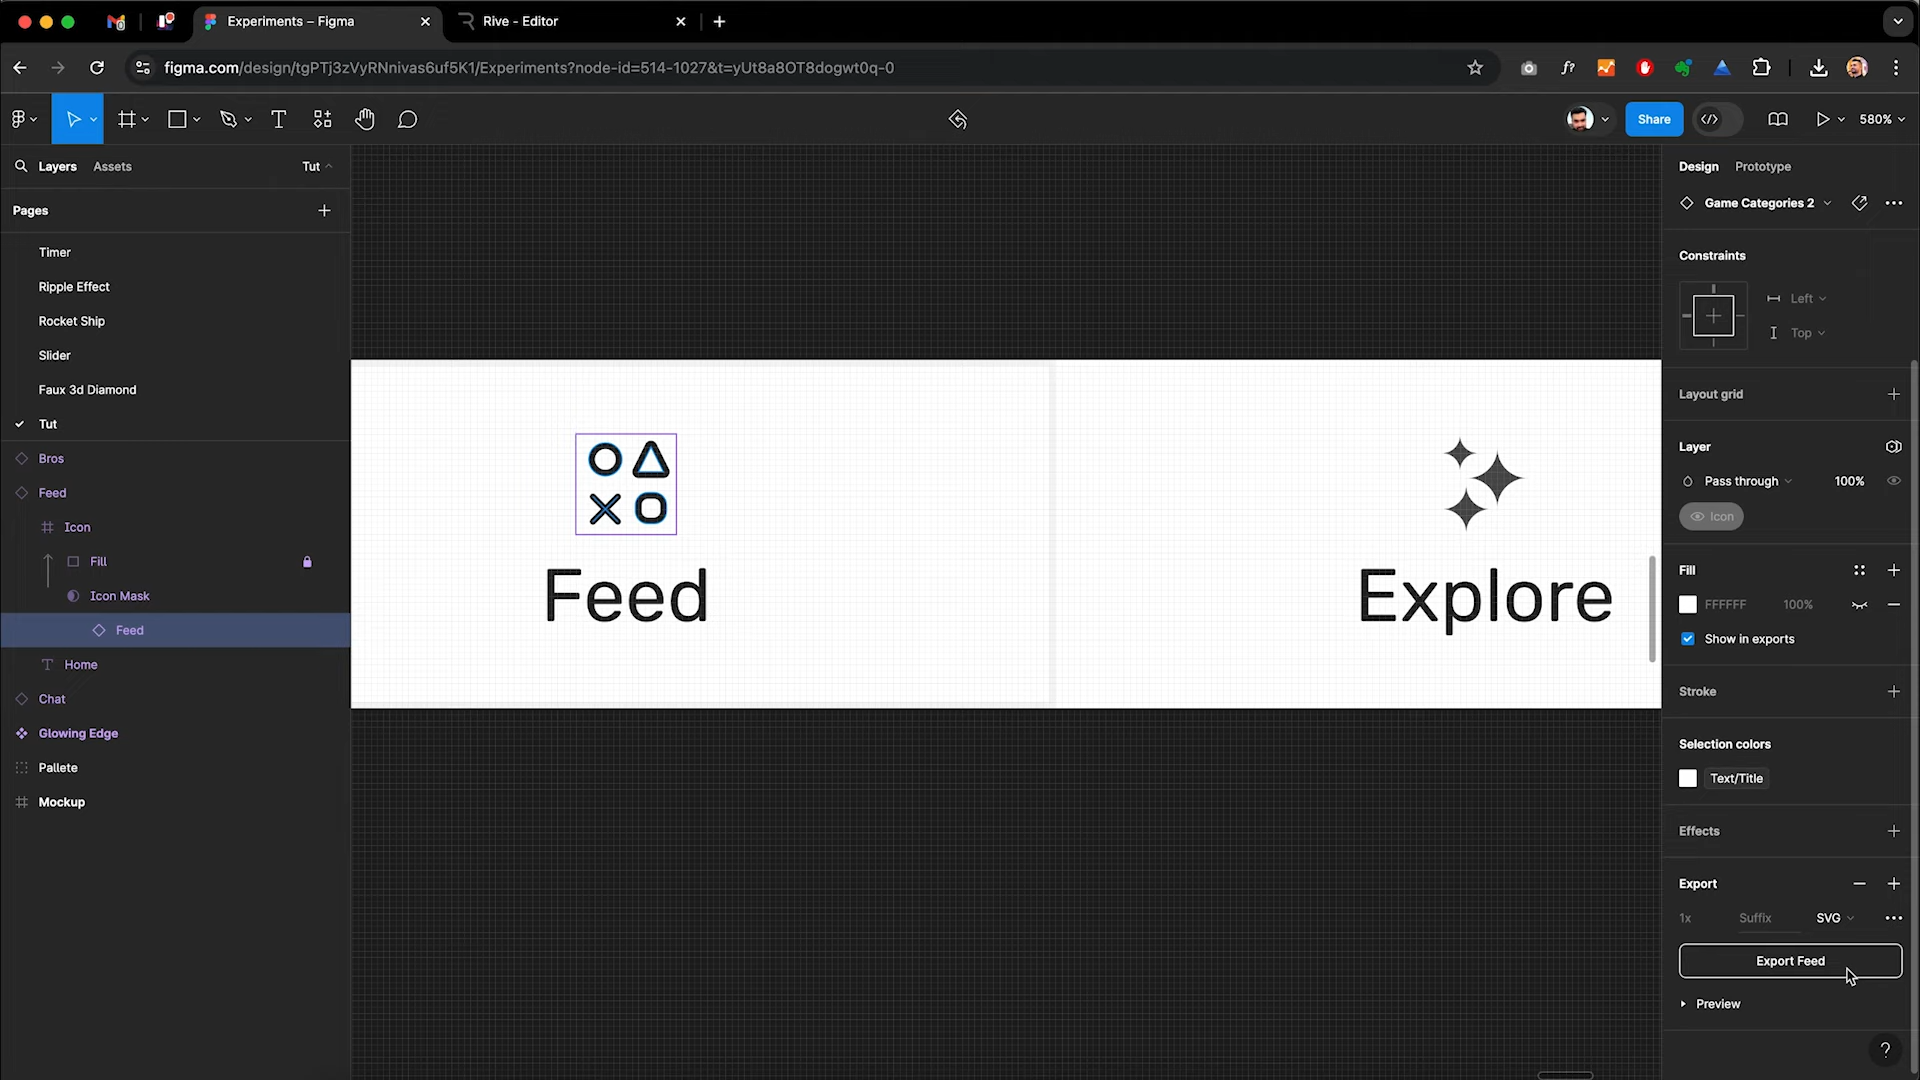 Experiments – Figma
Rive - Editor
figma.com/design/tgPTj3zVyRNnivas6uf5K1/Experiments?node-id=514-1027&t=yUt8a8OT8dogwt0q-0
Share
580%
Layers
Assets
Tut
Design
Prototype
Pages
Game Categories 2
Timer
Ripple Effect
Rocket Ship
Slider
Faux 3d Diamond
Tut
Bros
Feed
Icon
Fill
Icon Mask
Feed
Home
Chat
Glowing Edge
Pallete
Mockup
Feed
Explore
Constraints
Left
Top
Layout grid
Layer
Pass through
100%
Icon
Fill
FFFFFF
100%
Show in exports
Stroke
Selection colors
Text/Title
Effects
Export
1x
Suffix
SVG
Export Feed
Preview
?